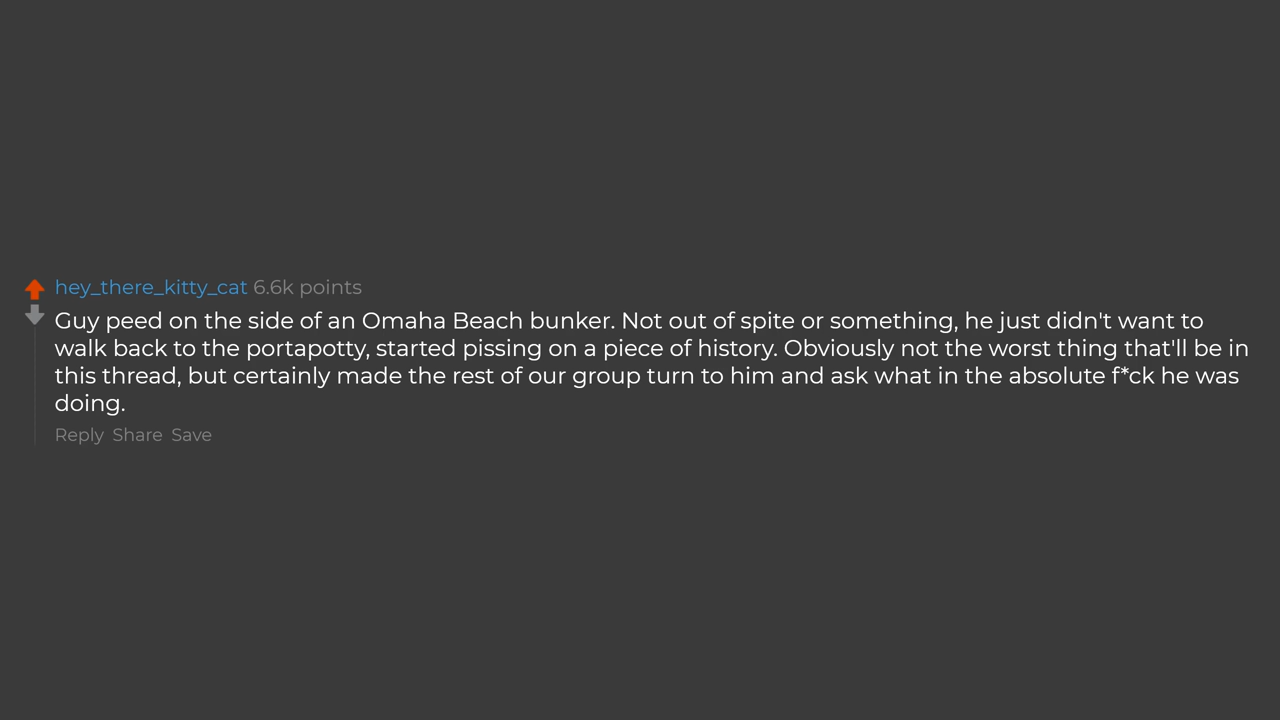 hey_there_kitty_cat 6.6k points
Guy peed on the side of an Omaha Beach bunker. Not out of spite or something, he just didn't want to
walk back to the portapotty, started pissing on a piece of history. Obviously not the worst thing that'll be in
this thread, but certainly made the rest of our group turn to him and ask what in the absolute f*ck he was
doing.
Reply Share Save